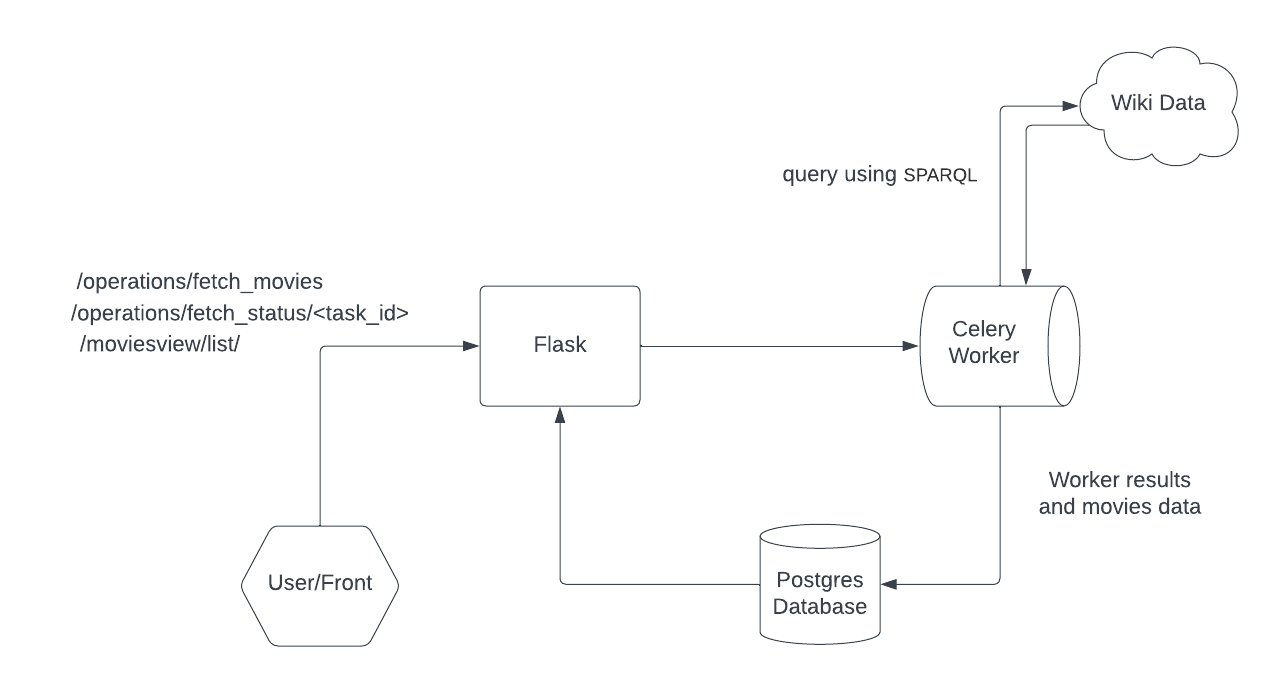 Wiki Data
query using SPARQL
/operations/fetch_movies
/operations/fetch_status/<task_id>
/moviesview/list/
Flask
Celery
Worker
Worker results
and movies data
User/Front
Postgres
Database